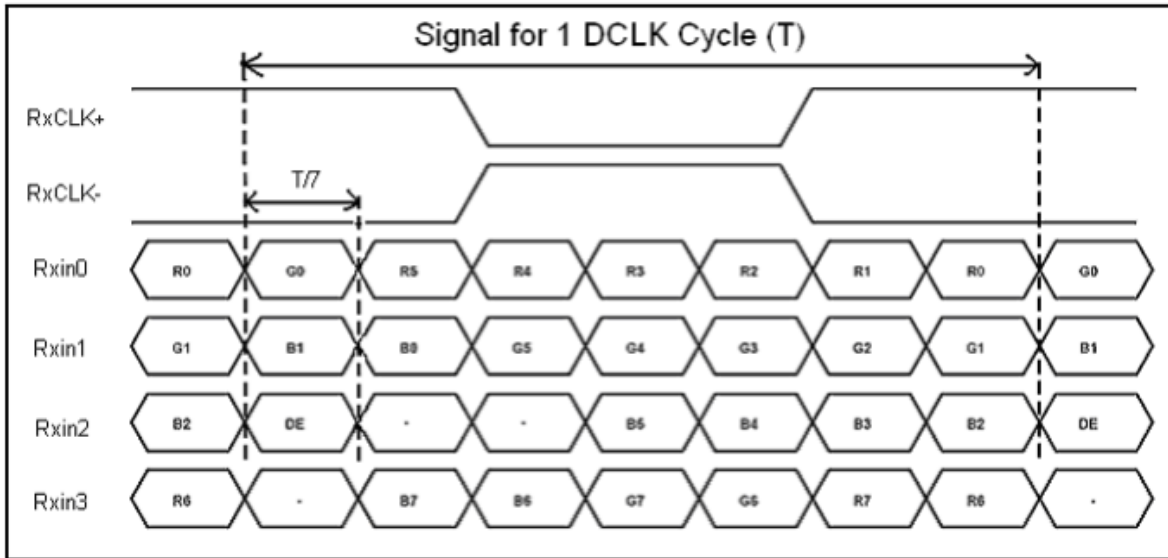 Signal for 1 DCLK Cycle (T)
RxCLK+
RxCLK-
T/7
Rxin0 R0 G0 R5 R4 R3 R2 R1 R0 G0
Rxin1 G1 B1 B0 G5 G4 G3 G2 G1 B1
Rxin2 B2 DE - - B5 B4 B3 B2 DE
Rxin3 R6 - B7 B6 G7 G6 R7 R6 -